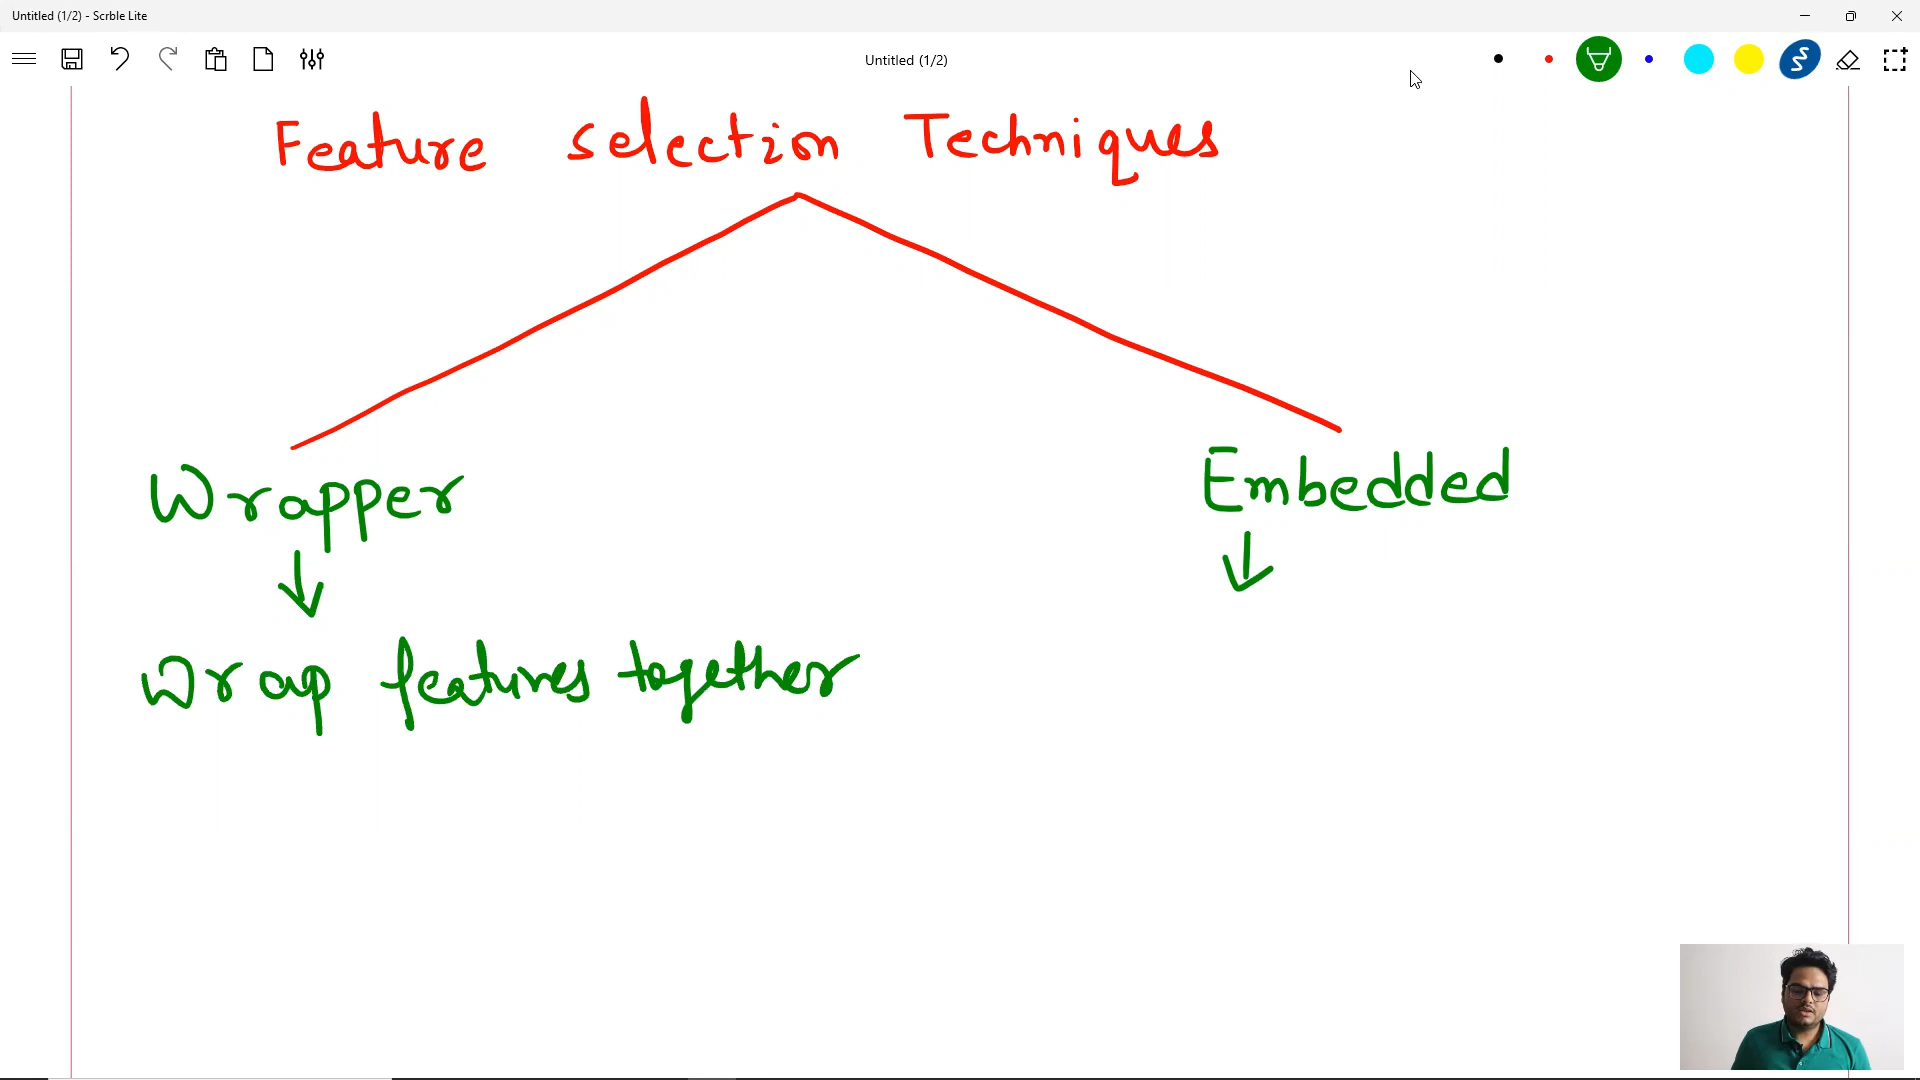 Untitled (1/2) - Scrble Lite
Untitled (1/2)
Feature selection Techniques
Wrapper
Embedded
Wrap features together